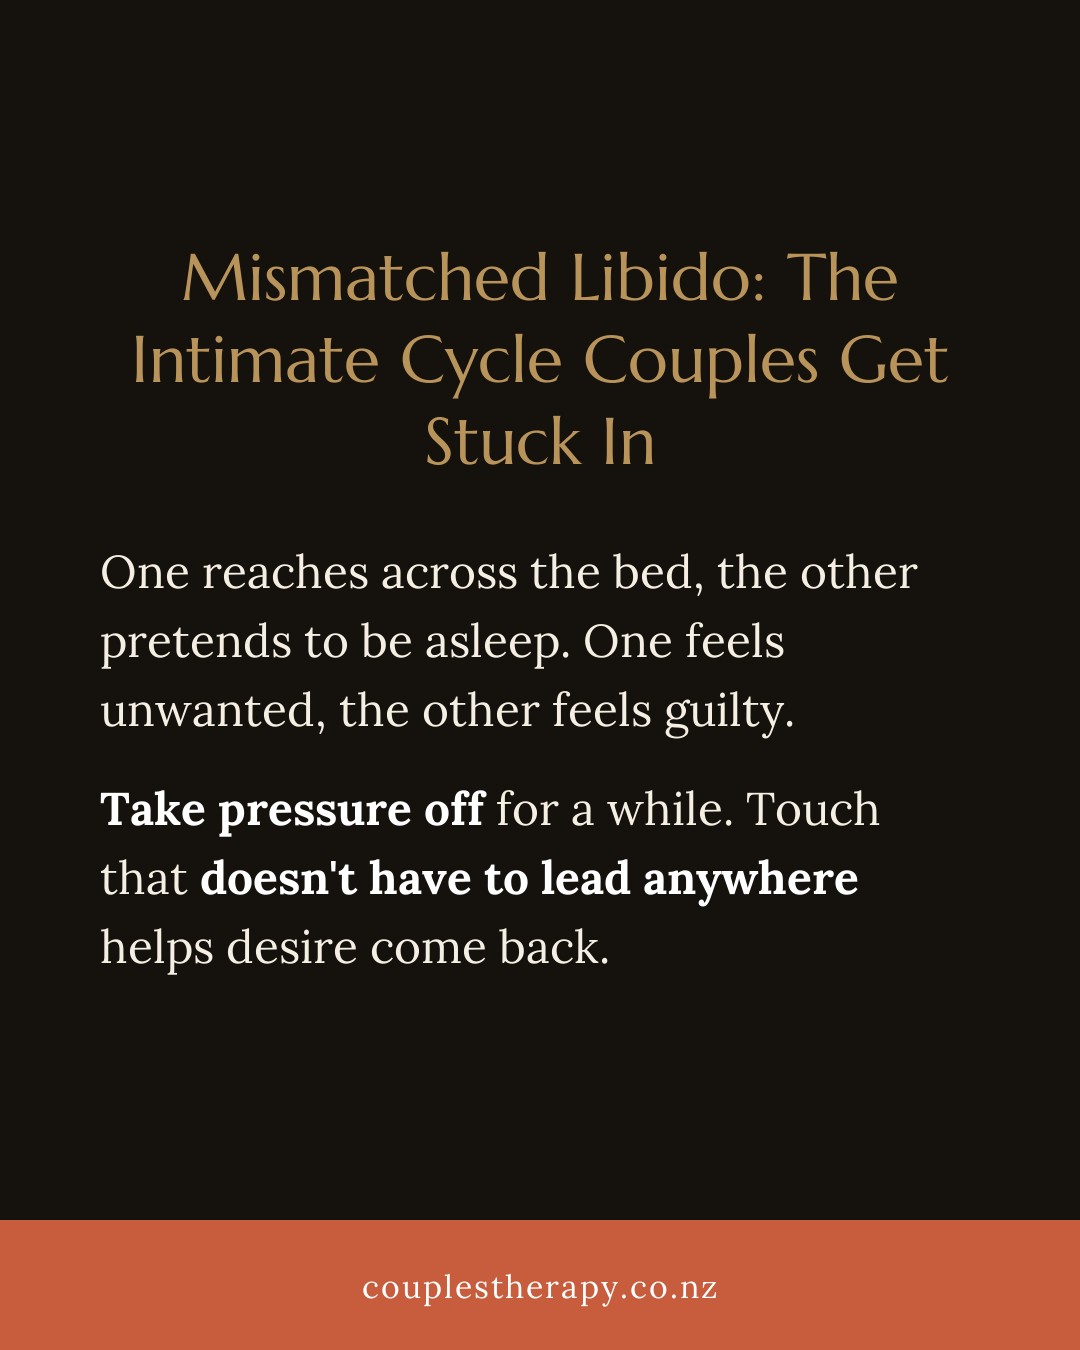 Mismatched Libido: The
Intimate Cycle Couples Get
Stuck In
One reaches across the bed, the other
pretends to be asleep. One feels
unwanted, the other feels guilty.
Take pressure off for a while. Touch
that doesn't have to lead anywhere
helps desire come back.
couplestherapy.co.nz